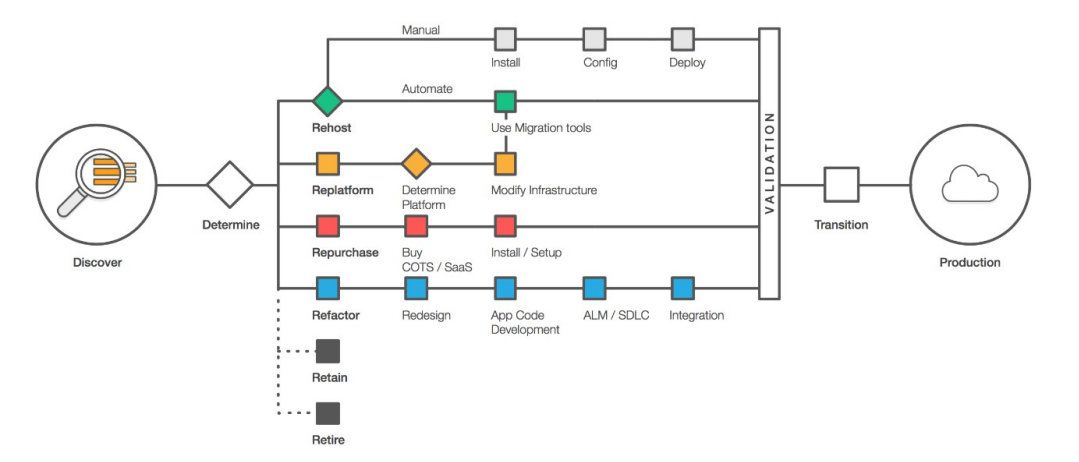 Manual
Install
Config
Deploy
Automate
Rehost
Use Migration tools
Replatform
Determine
Platform
Modify Infrastructure
Repurchase
Buy
COTS / SaaS
Install / Setup
Refactor
Redesign
App Code
Development
ALM / SDLC
Integration
Retain
Retire
Discover
Determine
VALIDATION
Transition
Production